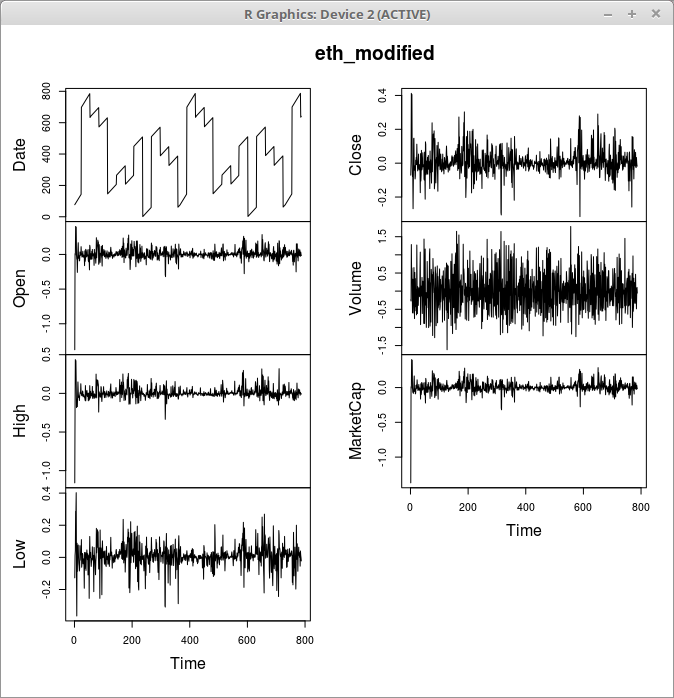 R Graphics: Device 2 (ACTIVE)
eth_modified
Date
0 200 400 600 800
Open
-1.0 -0.5 0.0
High
-1.0 -0.5 0.0 0.5
Low
-0.2 0.0 0.2 0.4
0 200 400 600 800
Time
Close
-0.2 0.0 0.2 0.4
Volume
-1.5 -0.5 0.5 1.5
MarketCap
-1.0 -0.5 0.0
0 200 400 600 800
Time